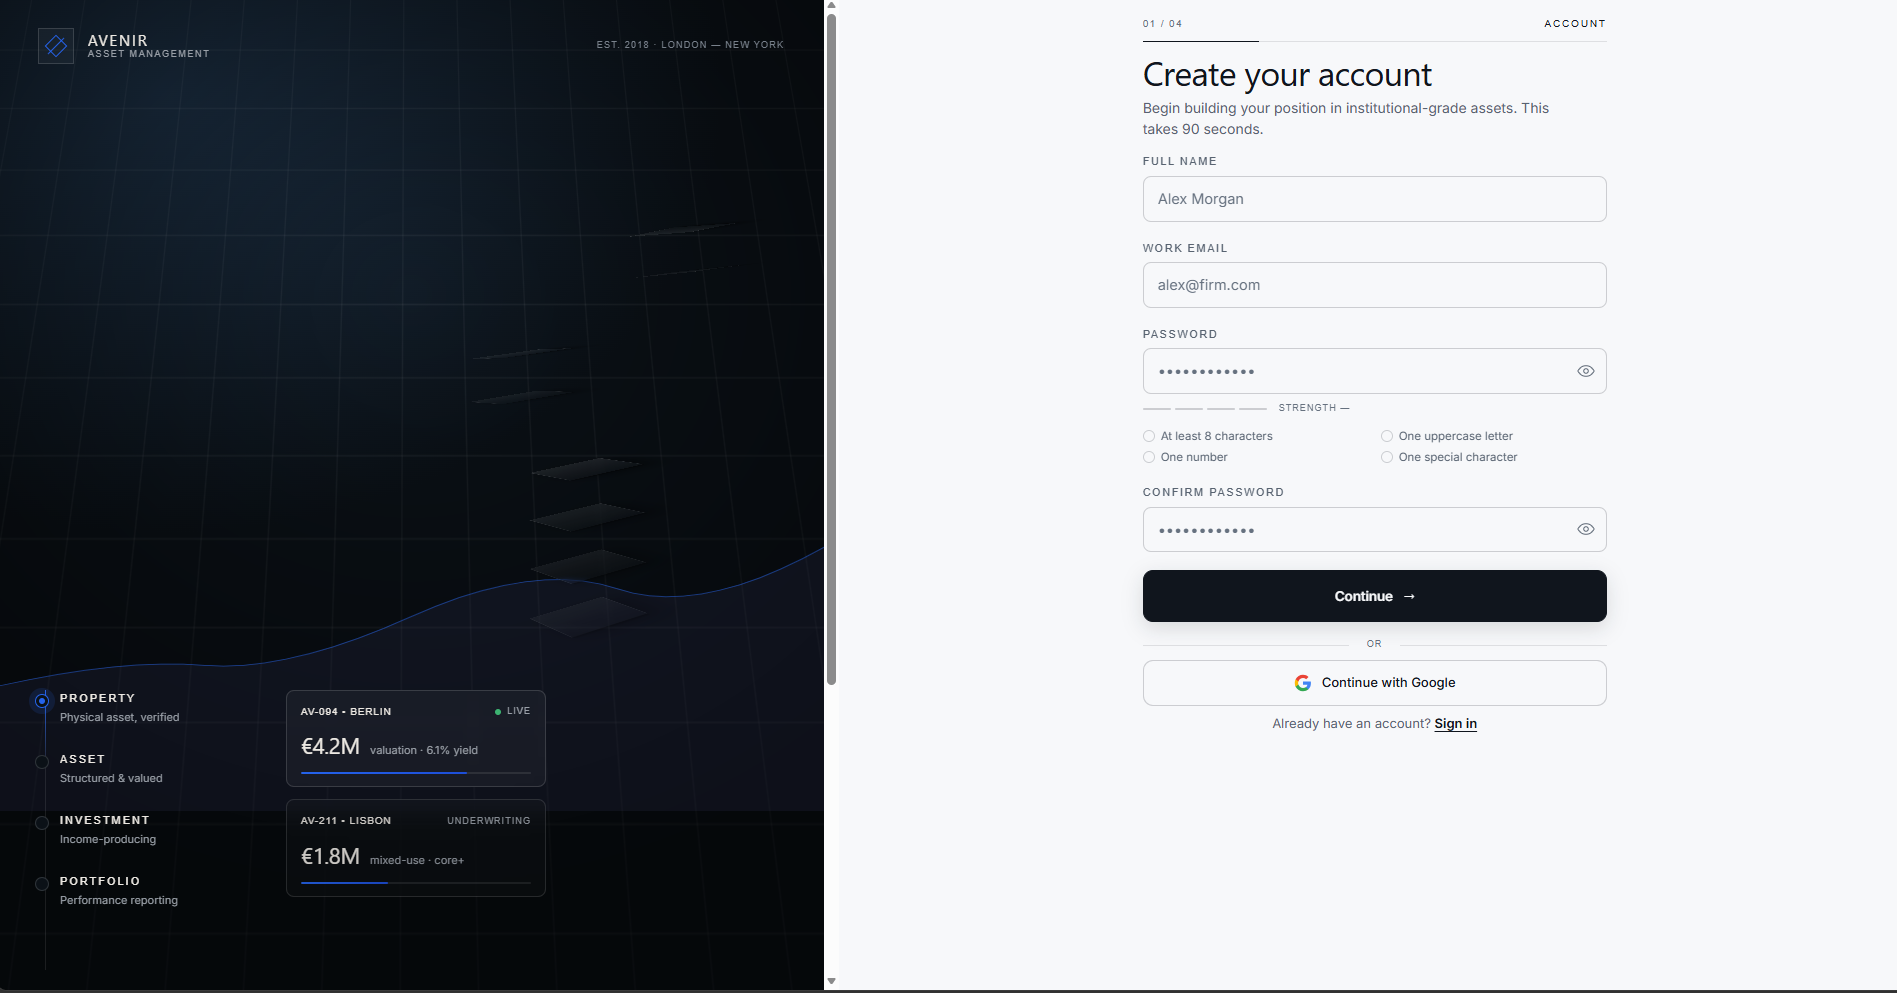 AVENIR
ASSET MANAGEMENT
EST. 2018 · LONDON — NEW YORK
PROPERTY
Physical asset, verified
ASSET
Structured & valued
INVESTMENT
Income-producing
PORTFOLIO
Performance reporting
AV-094 • BERLIN
LIVE
€4.2M valuation · 6.1% yield
AV-211 • LISBON
UNDERWRITING
€1.8M mixed-use · core+
01 / 04
ACCOUNT
Create your account
Begin building your position in institutional-grade assets. This
takes 90 seconds.
FULL NAME
Alex Morgan
WORK EMAIL
alex@firm.com
PASSWORD
••••••••••••
STRENGTH —
At least 8 characters
One uppercase letter
One number
One special character
CONFIRM PASSWORD
••••••••••••
Continue →
OR
Continue with Google
Already have an account? Sign in